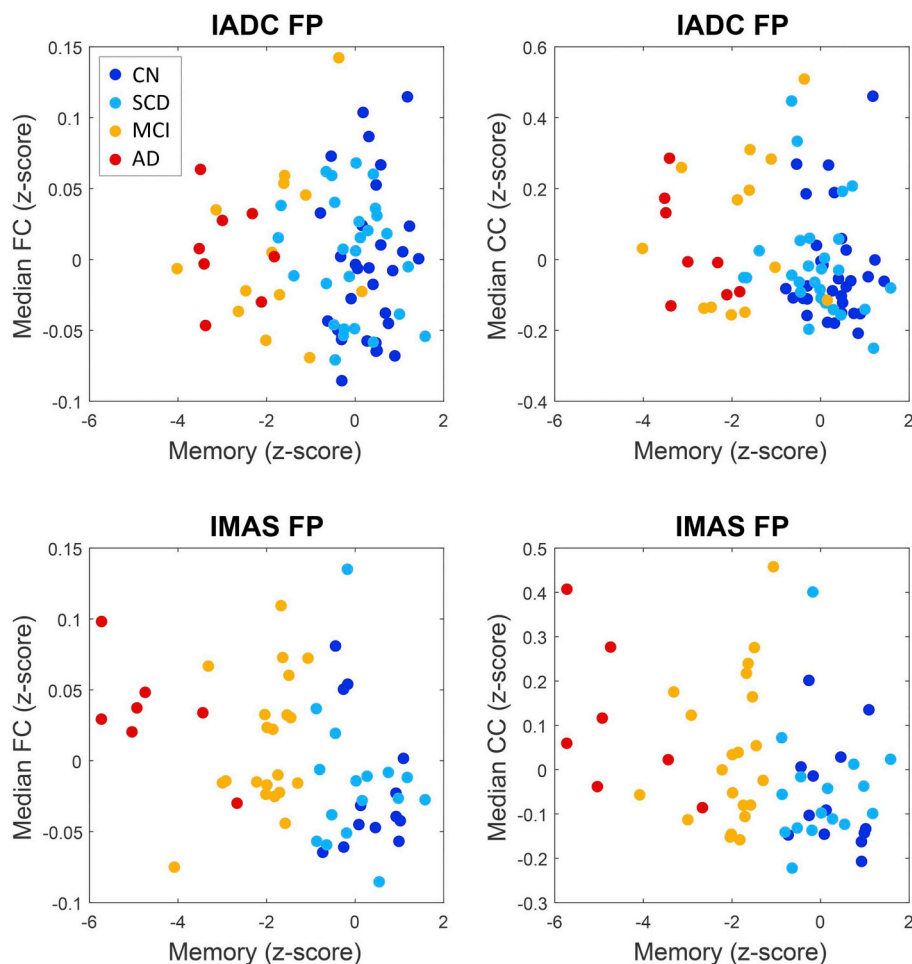 IADC FP
IADC FP
0.15
0.1
0.05
0
-0.05
-0.1
Median FC (z-score)
CN
SCD
MCI
AD
-6 -4 -2 0 2
Memory (z-score)
0.6
0.4
0.2
0
-0.2
-0.4
Median CC (z-score)
-6 -4 -2 0 2
Memory (z-score)
IMAS FP
IMAS FP
0.15
0.1
0.05
0
-0.05
-0.1
Median FC (z-score)
-6 -4 -2 0 2
Memory (z-score)
0.5
0.4
0.3
0.2
0.1
0
-0.1
-0.2
-0.3
Median CC (z-score)
-6 -4 -2 0 2
Memory (z-score)